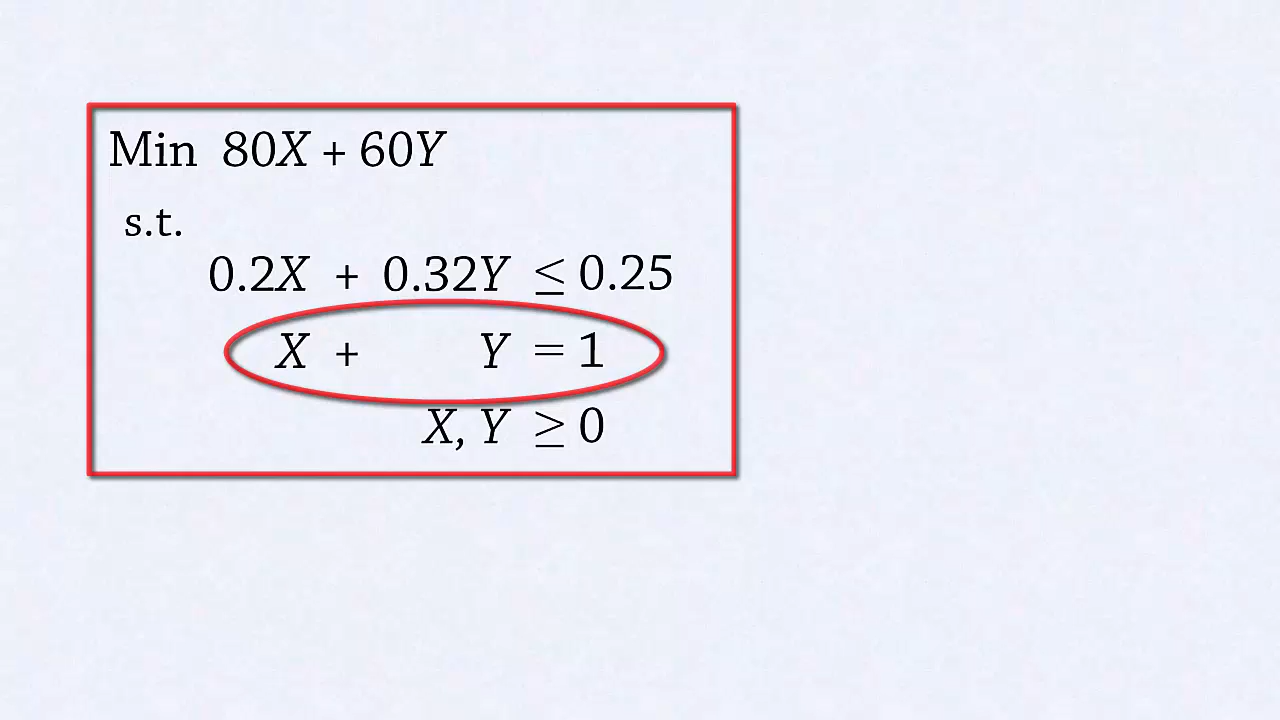 Min 80X + 60Y
s.t.
0.2X + 0.32Y ≤ 0.25
X + Y = 1
X, Y ≥ 0